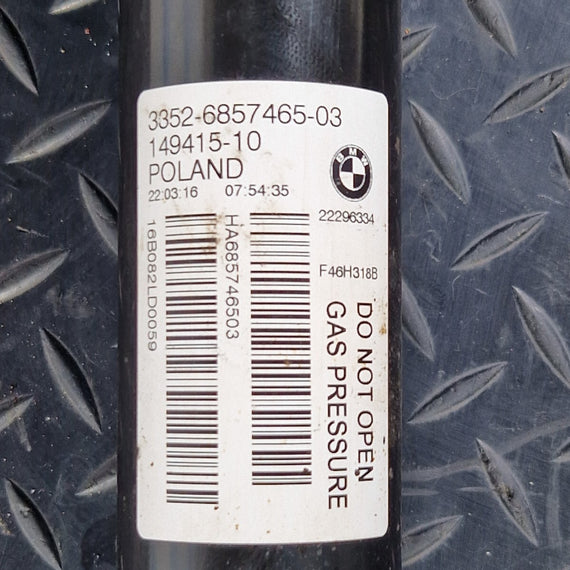 3352-6857465-03
149415-10
POLAND
22:03:16 07:54:35
BMW
22296334
F46H318B
16B082LD0059
HA685746503
DO NOT OPEN
GAS PRESSURE